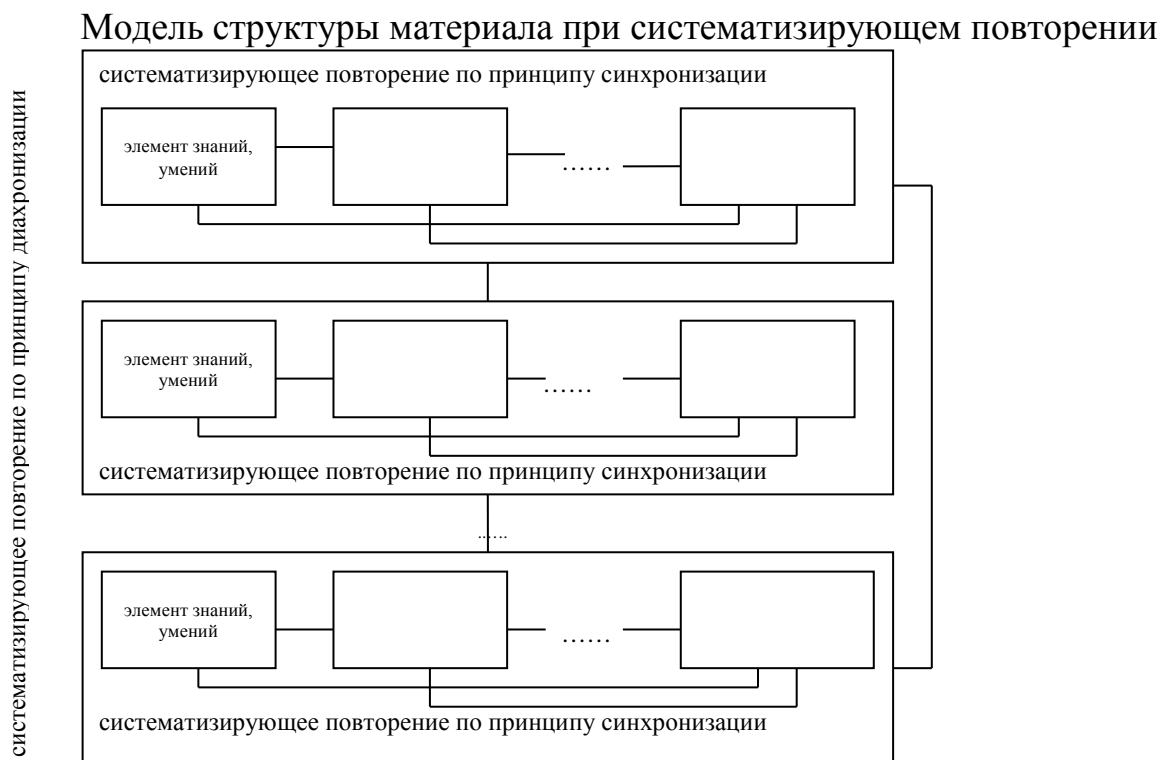 Модель структуры материала при систематизирующем повторении
систематизирующее повторение по принципу диахронизации
систематизирующее повторение по принципу синхронизации
элемент знаний,
умений
......
элемент знаний,
умений
......
систематизирующее повторение по принципу синхронизации
......
элемент знаний,
умений
......
систематизирующее повторение по принципу синхронизации